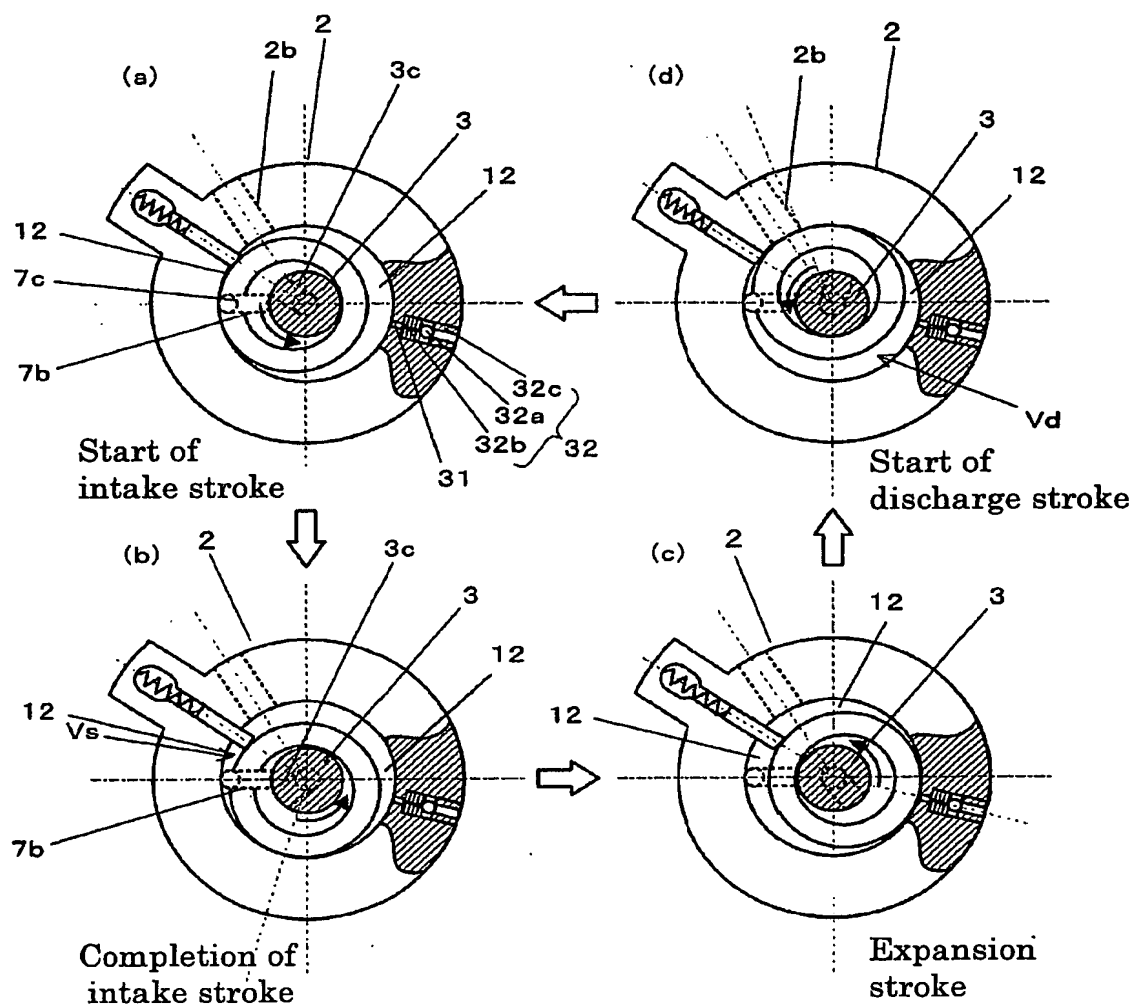 (a)
2b
2
3c
3
12
12
7c
7b
32c
32a
32b
32
31
Start of
intake stroke
(d)
2b
2
3
12
Vd
Start of
discharge stroke
(b)
2
3c
3
12
12
Vs
7b
Completion of
intake stroke
(c)
2
12
3
12
Expansion
stroke